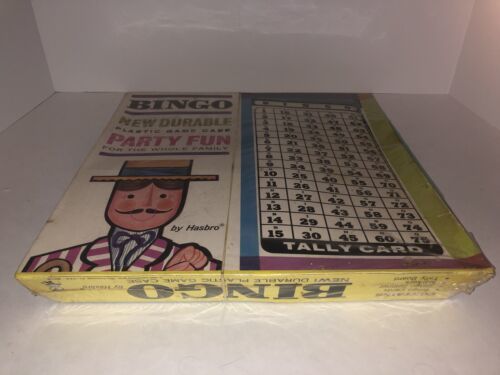 BINGO
NEW DURABLE
PLASTIC GAME CASE
PARTY FUN
FOR THE WHOLE FAMILY
by Hasbro®
B I N G O
1 16 31 46 61
2 17 32 47 62
3 18 33 48 63
4 19 34 49 64
5 20 35 50 65
6 21 36 51 66
7 22 37 52 67
8 23 38 53 68
9 24 39 54 69
10 25 40 55 70
11 26 41 56 71
12 27 42 57 72
13 28 43 58 73
14 29 44 59 74
15 30 45 60 75
TALLY CARD
BINGO
NEW! DURABLE PLASTIC GAME CASE
by Hasbro®